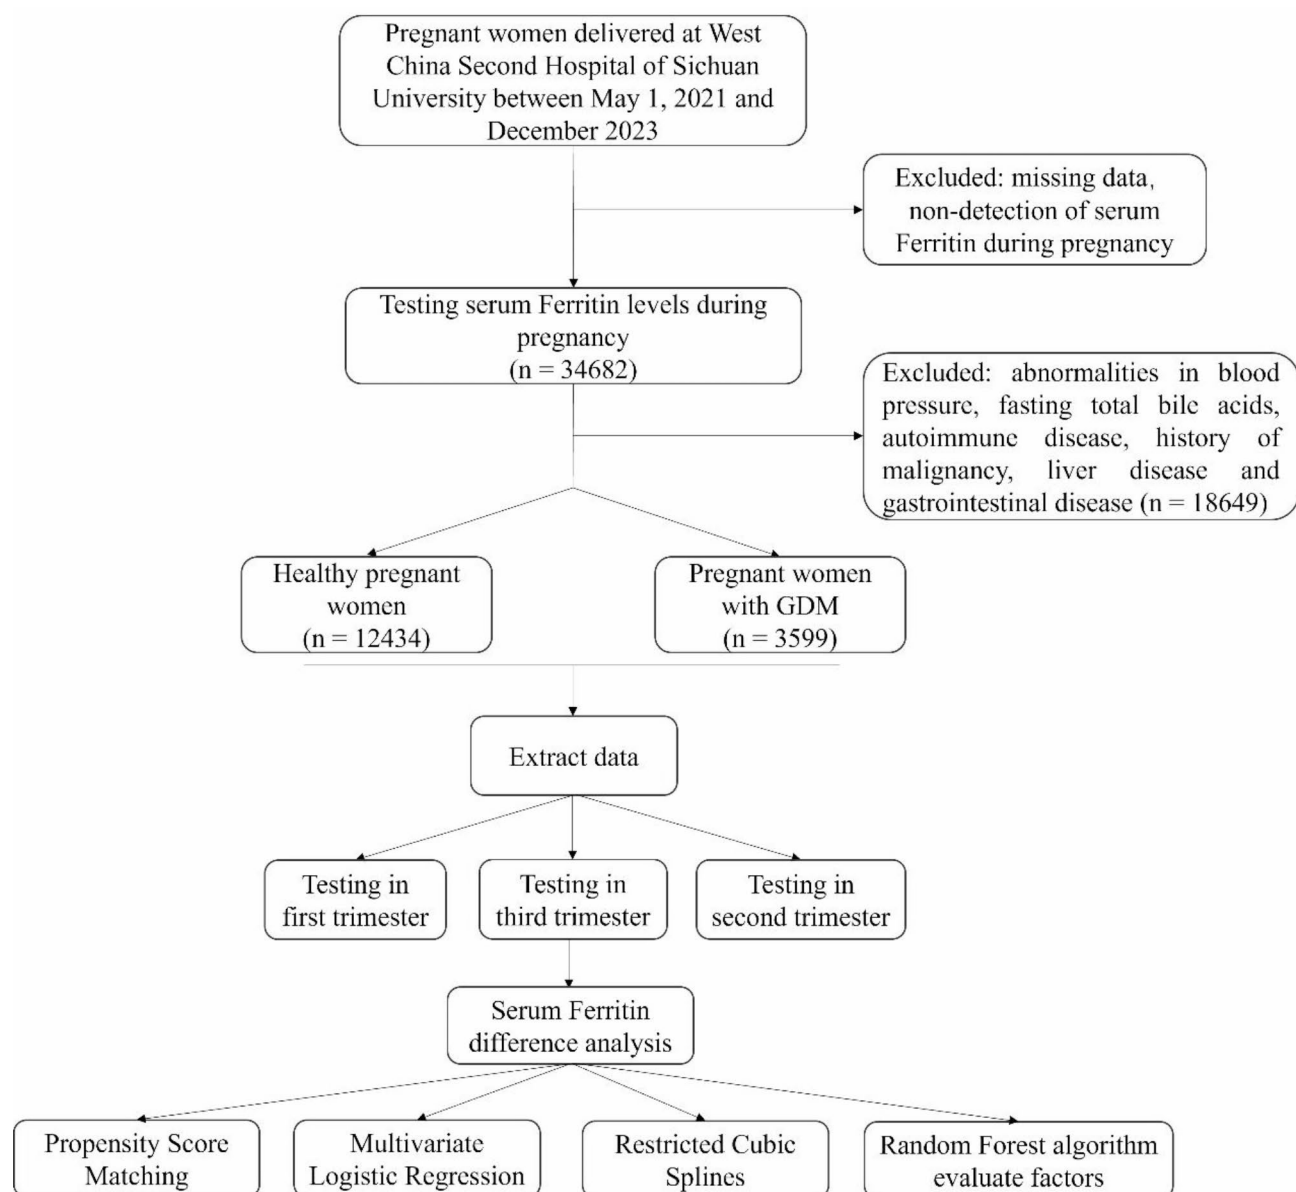 Pregnant women delivered at West
China Second Hospital of Sichuan
University between May 1, 2021 and
December 2023
Excluded: missing data,
non-detection of serum
Ferritin during pregnancy
Testing serum Ferritin levels during
pregnancy
(n = 34682)
Excluded: abnormalities in blood
pressure, fasting total bile acids,
autoimmune disease, history of
malignancy, liver disease and
gastrointestinal disease (n = 18649)
Healthy pregnant
women
(n = 12434)
Pregnant women
with GDM
(n = 3599)
Extract data
Testing in
first trimester
Testing in
third trimester
Testing in
second trimester
Serum Ferritin
difference analysis
Propensity Score
Matching
Multivariate
Logistic Regression
Restricted Cubic
Splines
Random Forest algorithm
evaluate factors